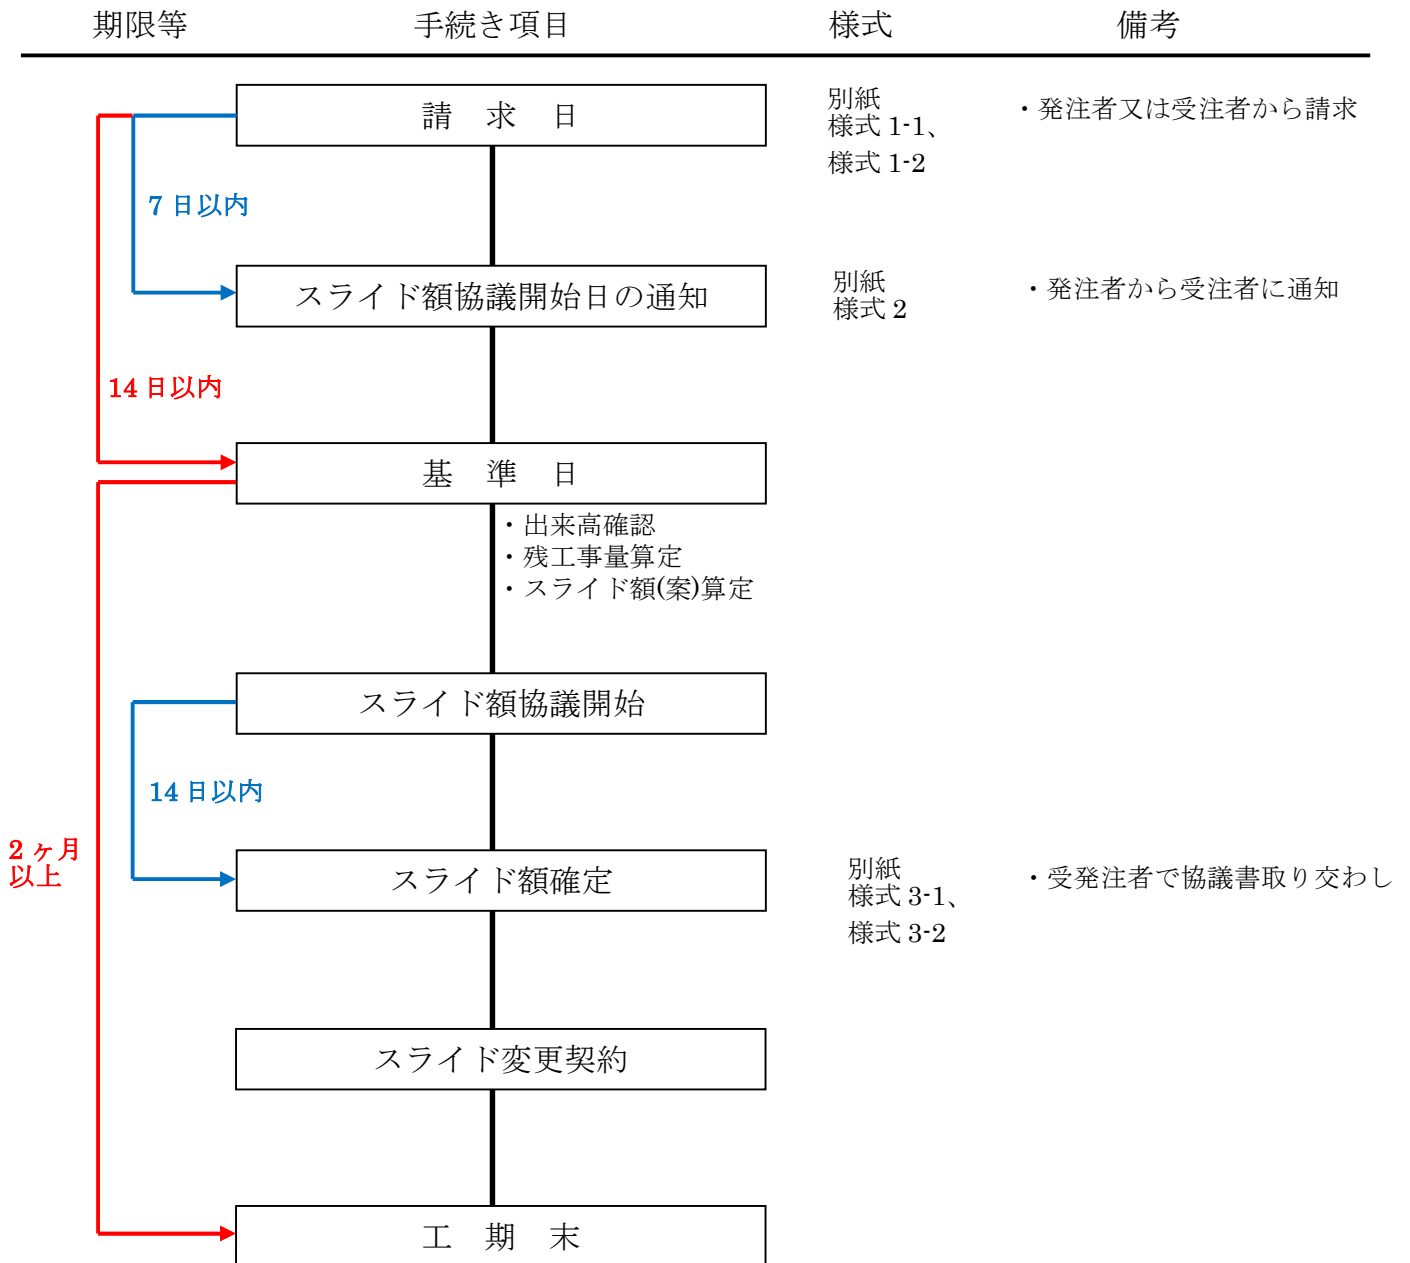 期限等 手続き項目 様式 備考
請 求 日
別紙
様式 1-1、
様式 1-2
・発注者又は受注者から請求
7 日以内
スライド額協議開始日の通知
別紙
様式 2
・発注者から受注者に通知
14 日以内
基 準 日
・出来高確認
・残工事量算定
・スライド額(案)算定
スライド額協議開始
14 日以内
2 ヶ月
以上
スライド額確定
別紙
様式 3-1、
様式 3-2
・受発注者で協議書取り交わし
スライド変更契約
工 期 末